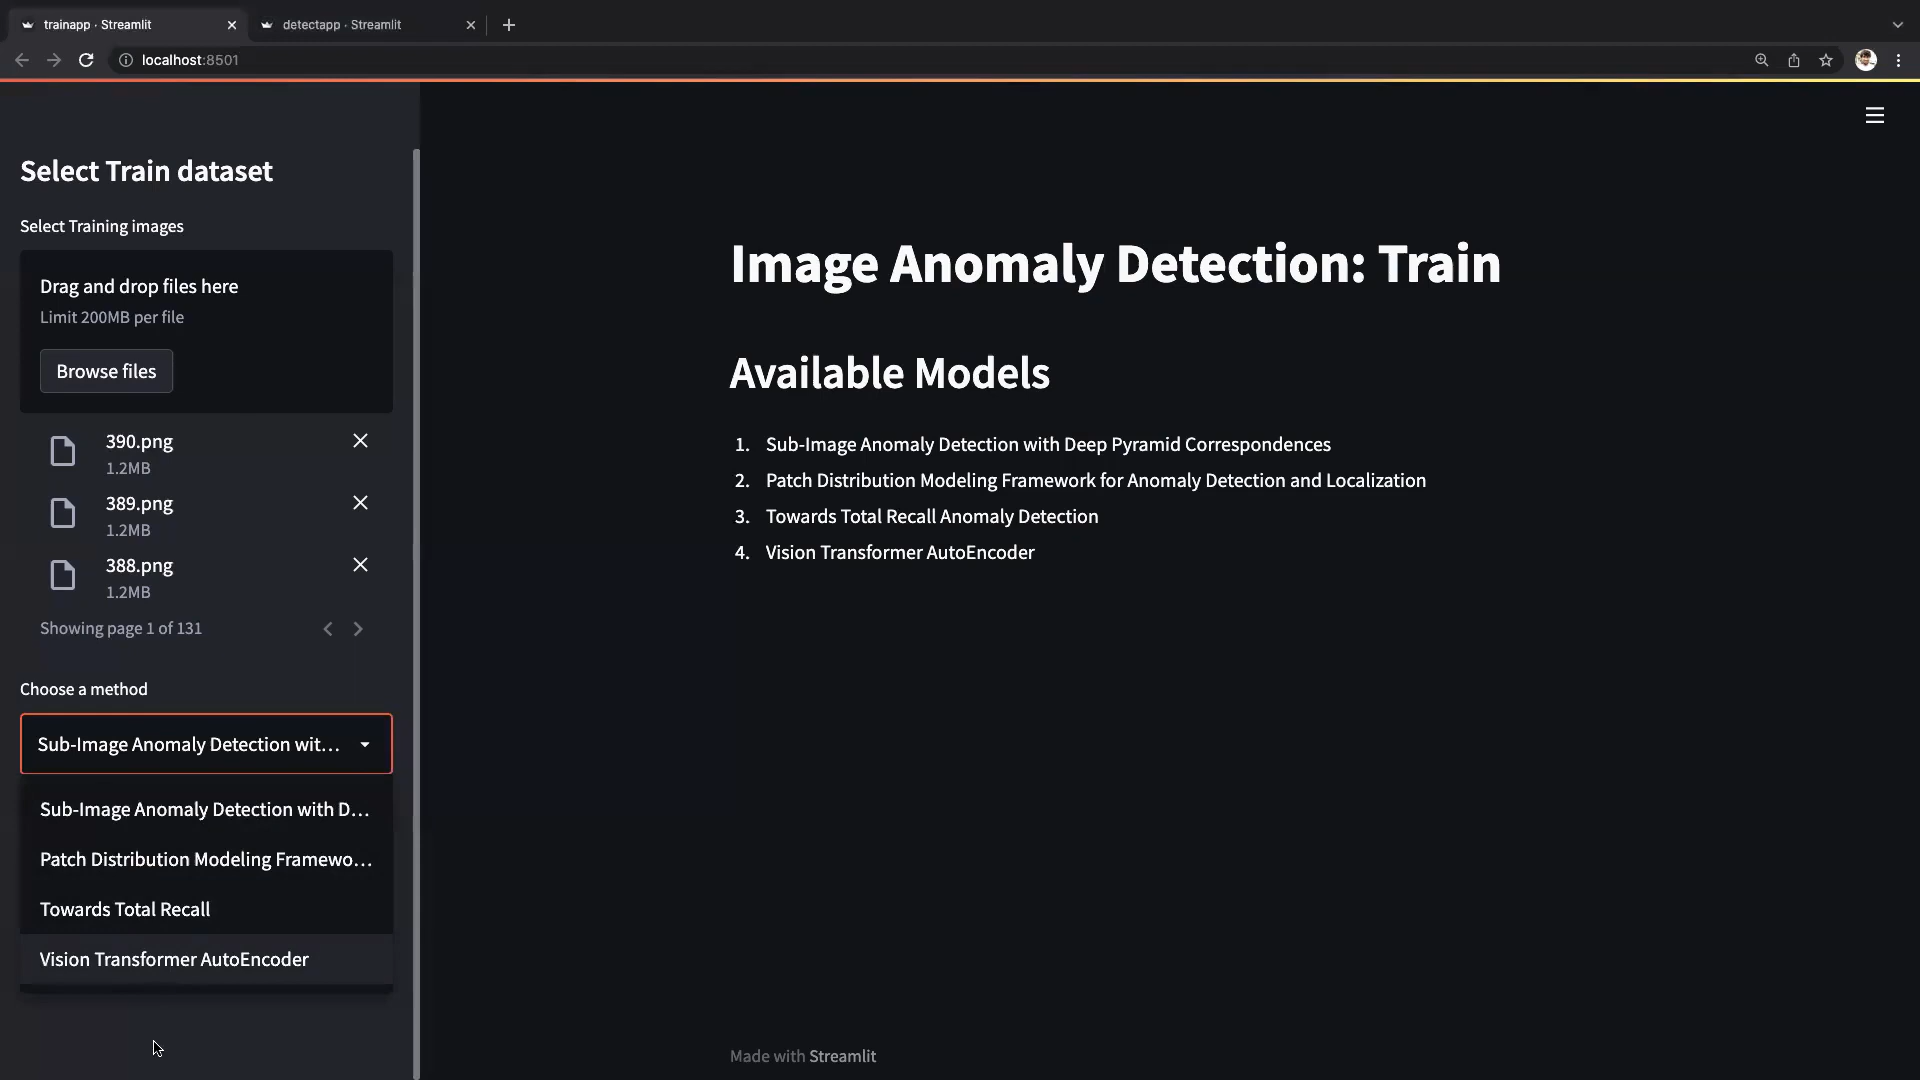 trainapp · Streamlit
detectapp · Streamlit
localhost:8501
Select Train dataset
Select Training images
Drag and drop files here
Limit 200MB per file
Browse files
390.png
1.2MB
389.png
1.2MB
388.png
1.2MB
Showing page 1 of 131
Choose a method
Sub-Image Anomaly Detection wit...
Sub-Image Anomaly Detection with D...
Patch Distribution Modeling Framewo...
Towards Total Recall
Vision Transformer AutoEncoder
Image Anomaly Detection: Train
Available Models
1. Sub-Image Anomaly Detection with Deep Pyramid Correspondences
2. Patch Distribution Modeling Framework for Anomaly Detection and Localization
3. Towards Total Recall Anomaly Detection
4. Vision Transformer AutoEncoder
Made with Streamlit